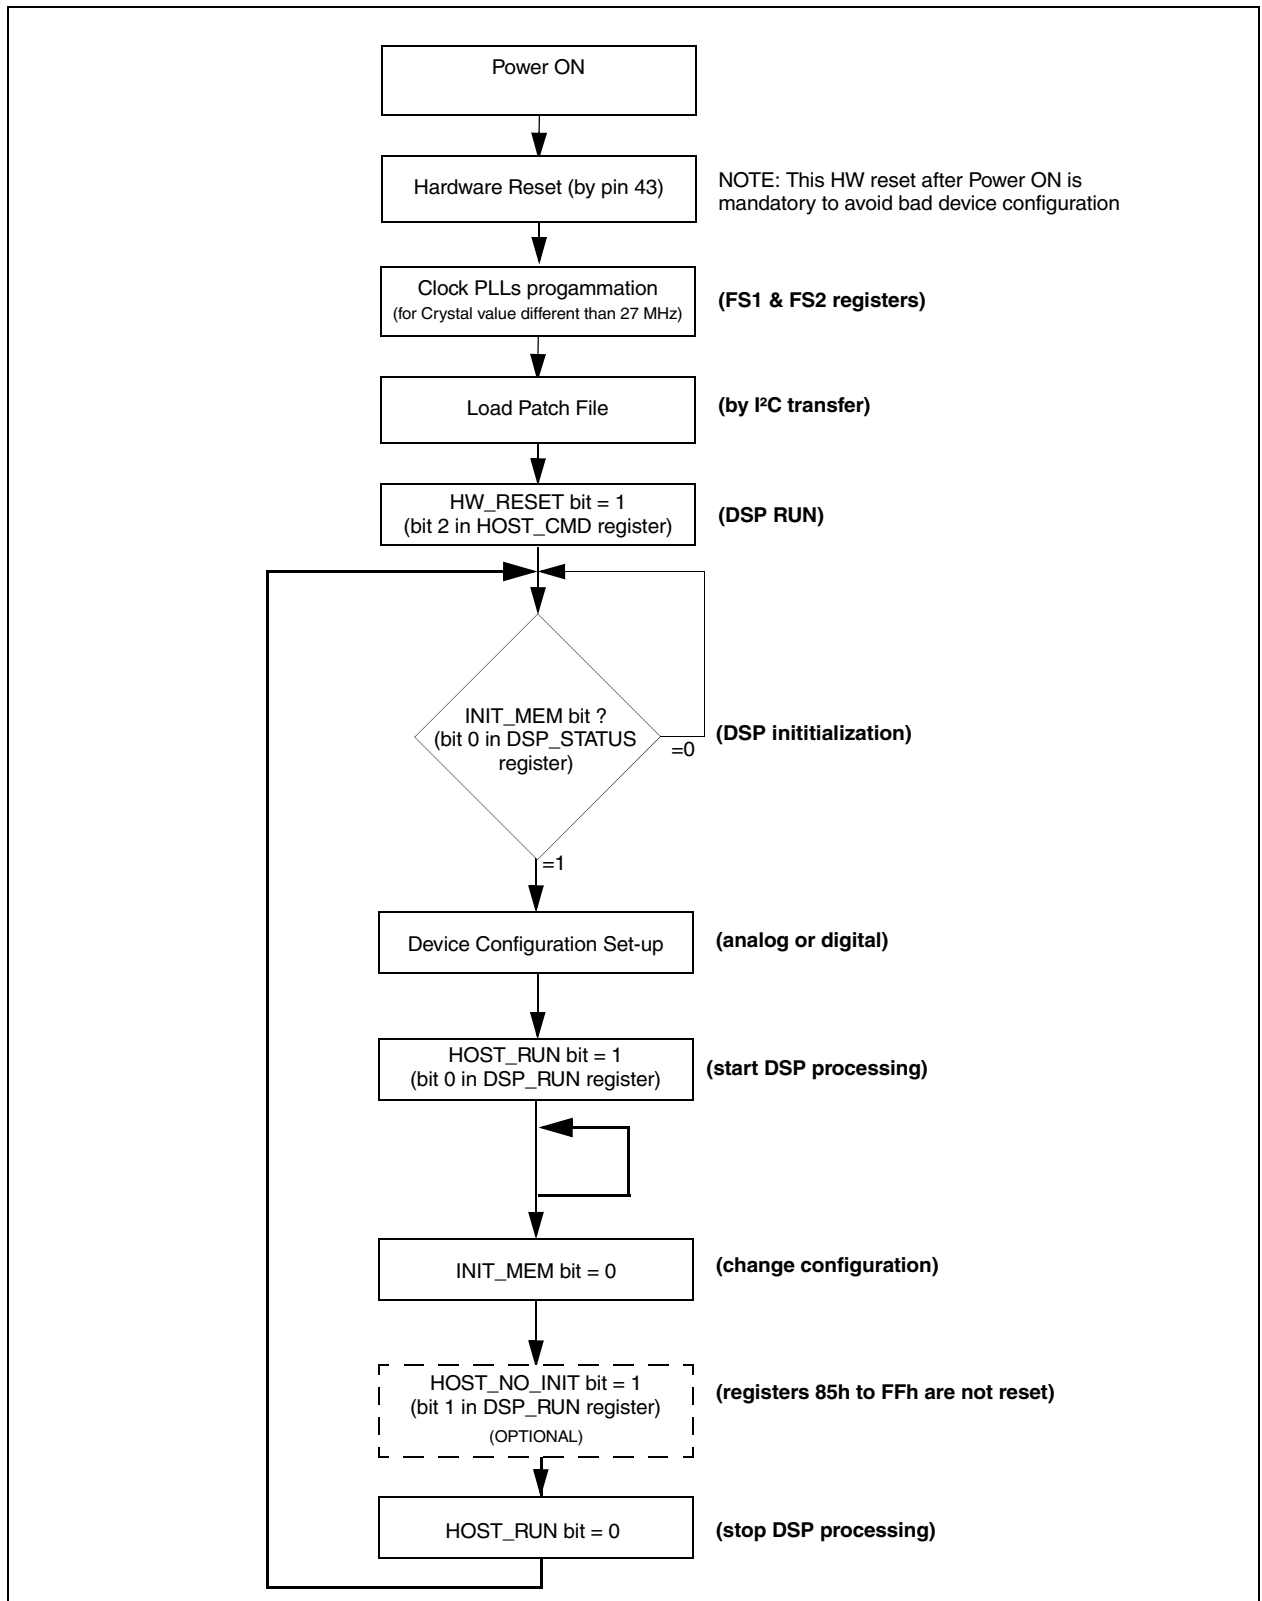 Power ON
Hardware Reset (by pin 43)
NOTE: This HW reset after Power ON is
mandatory to avoid bad device configuration
Clock PLLs progammation
(for Crystal value different than 27 MHz)
(FS1 & FS2 registers)
Load Patch File
(by I²C transfer)
HW_RESET bit = 1
(bit 2 in HOST_CMD register)
(DSP RUN)
INIT_MEM bit ?
(bit 0 in DSP_STATUS
register)
=0
(DSP inititialization)
=1
Device Configuration Set-up
(analog or digital)
HOST_RUN bit = 1
(bit 0 in DSP_RUN register)
(start DSP processing)
INIT_MEM bit = 0
(change configuration)
HOST_NO_INIT bit = 1
(bit 1 in DSP_RUN register)
(OPTIONAL)
(registers 85h to FFh are not reset)
HOST_RUN bit = 0
(stop DSP processing)